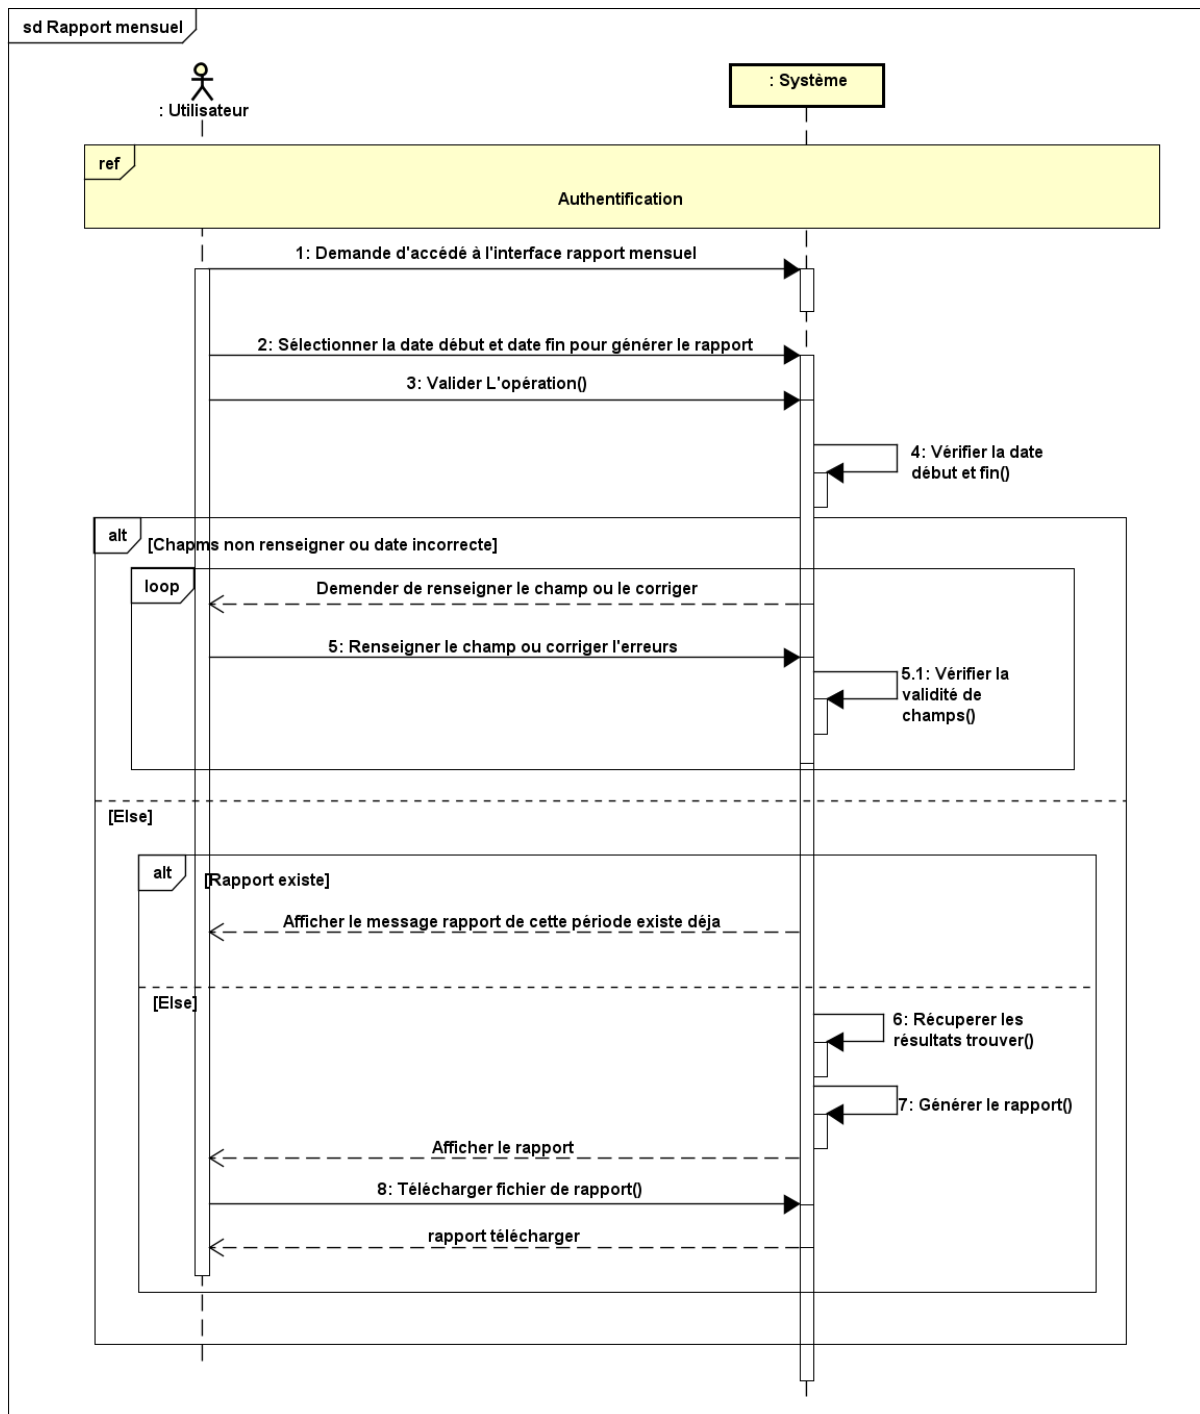 sd Rapport mensuel
: Utilisateur
: Système
ref
Authentification
1: Demande d'accédé à l'interface rapport mensuel
2: Sélectionner la date début et date fin pour générer le rapport
3: Valider L'opération()
4: Vérifier la date
début et fin()
alt
[Chapms non renseigner ou date incorrecte]
loop
Demender de renseigner le champ ou le corriger
5: Renseigner le champ ou corriger l'erreurs
5.1: Vérifier la
validité de
champs()
[Else]
alt
[Rapport existe]
Afficher le message rapport de cette période existe déja
[Else]
6: Récuperer les
résultats trouver()
7: Générer le rapport()
Afficher le rapport
8: Télécharger fichier de rapport()
rapport télécharger